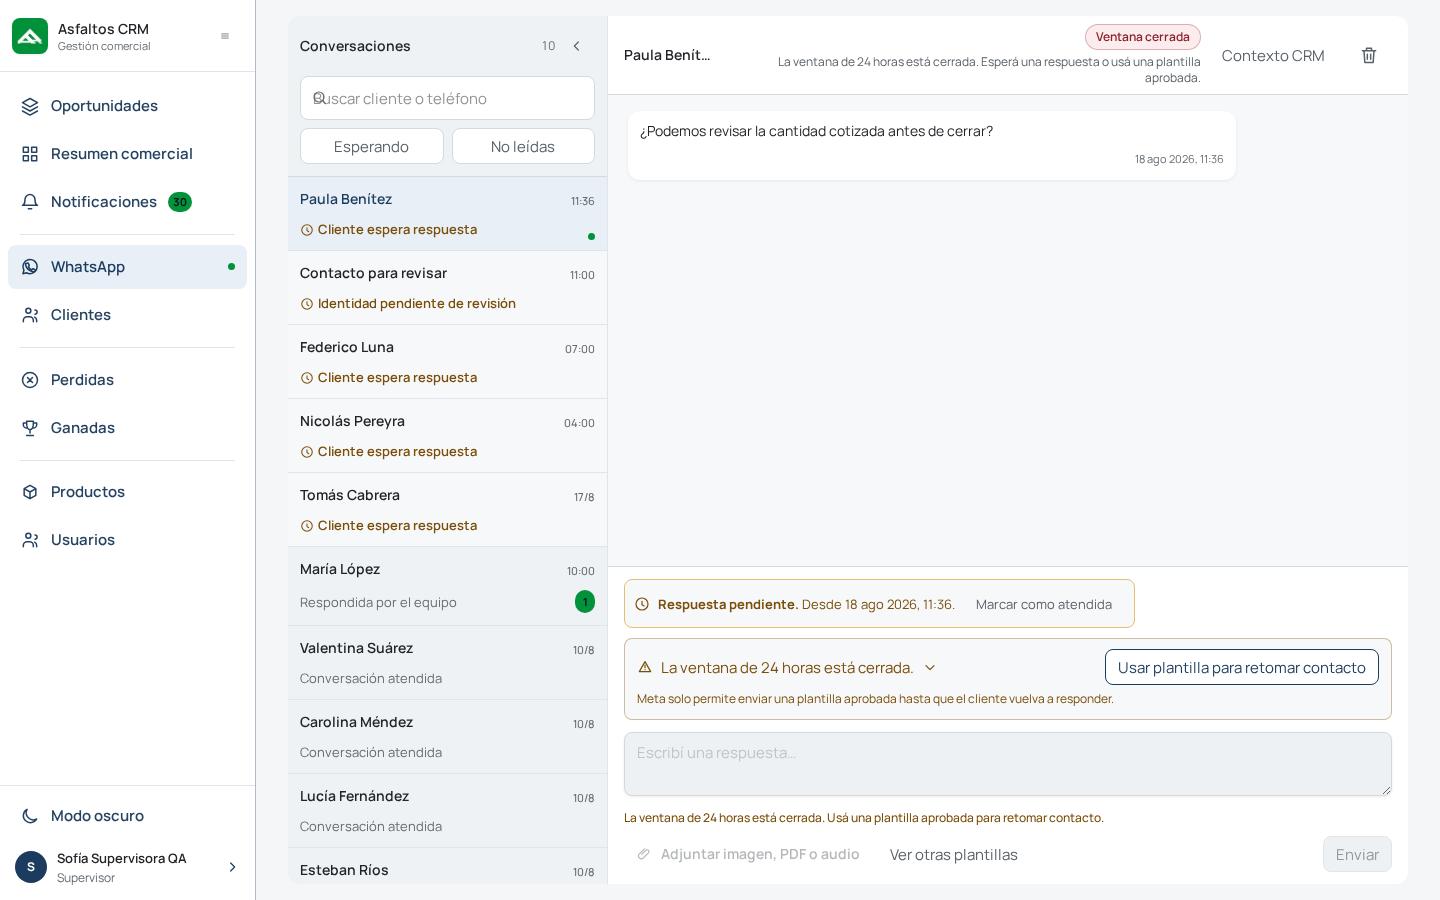 Asfaltos CRM
Gestión comercial
Oportunidades
Resumen comercial
Notificaciones 30
WhatsApp
Clientes
Perdidas
Ganadas
Productos
Usuarios
Modo oscuro
S
Sofía Supervisora QA
Supervisor
Conversaciones 10
Buscar cliente o teléfono
Esperando No leídas
Paula Benítez 11:36
Cliente espera respuesta
Contacto para revisar 11:00
Identidad pendiente de revisión
Federico Luna 07:00
Cliente espera respuesta
Nicolás Pereyra 04:00
Cliente espera respuesta
Tomás Cabrera 17/8
Cliente espera respuesta
María López 10:00
Respondida por el equipo 1
Valentina Suárez 10/8
Conversación atendida
Carolina Méndez 10/8
Conversación atendida
Lucía Fernández 10/8
Conversación atendida
Esteban Ríos 10/8
Paula Benít...
Ventana cerrada
La ventana de 24 horas está cerrada. Esperá una respuesta o usá una plantilla
aprobada.
Contexto CRM
¿Podemos revisar la cantidad cotizada antes de cerrar?
18 ago 2026, 11:36
Respuesta pendiente. Desde 18 ago 2026, 11:36. Marcar como atendida
La ventana de 24 horas está cerrada. Usar plantilla para retomar contacto
Meta solo permite enviar una plantilla aprobada hasta que el cliente vuelva a responder.
Escribí una respuesta...
La ventana de 24 horas está cerrada. Usá una plantilla aprobada para retomar contacto.
Adjuntar imagen, PDF o audio Ver otras plantillas Enviar